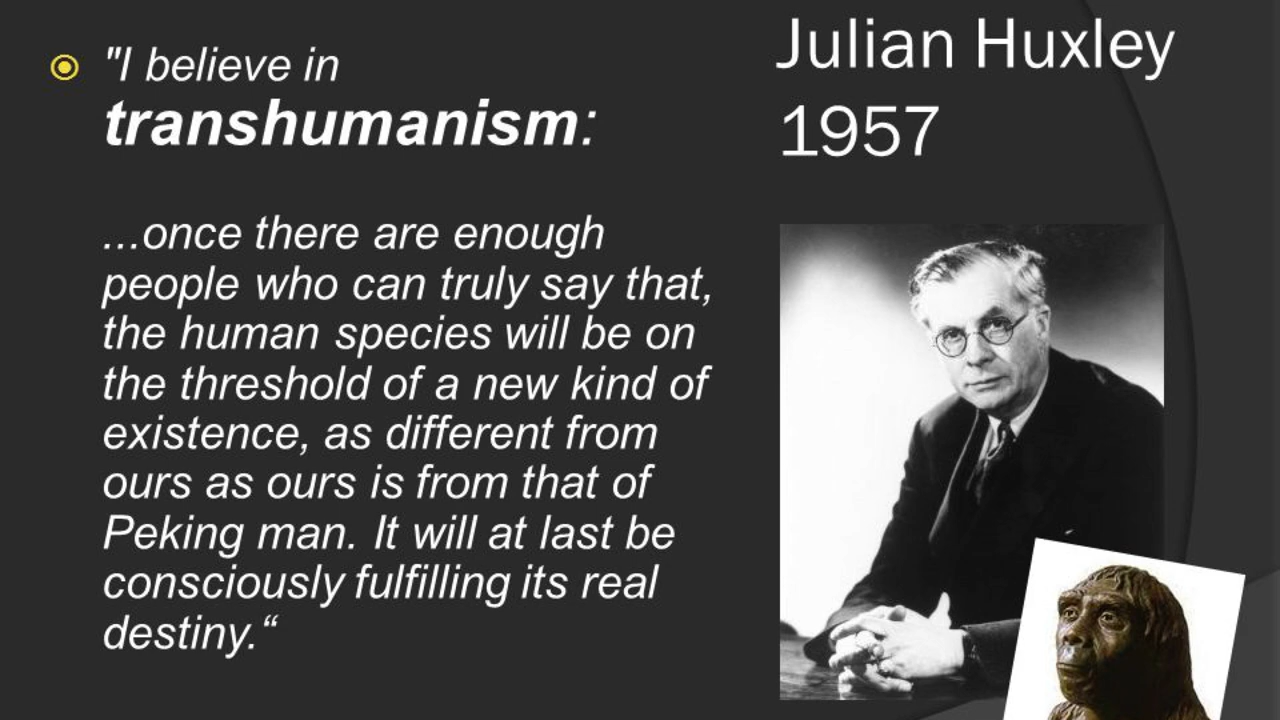 "I believe in
transhumanism:
...once there are enough
people who can truly say that,
the human species will be on
the threshold of a new kind of
existence, as different from
ours as ours is from that of
Peking man. It will at last be
consciously fulfilling its real
destiny.“
Julian Huxley
1957